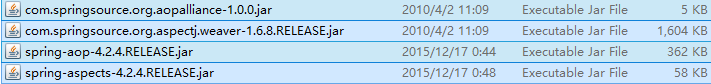 com.springsource.org.aopalliance-1.0.0.jar 2010/4/2 11:09 Executable Jar File 5 KB
com.springsource.org.aspectj.weaver-1.6.8.RELEASE.jar 2010/4/2 11:09 Executable Jar File 1,604 KB
spring-aop-4.2.4.RELEASE.jar 2015/12/17 0:44 Executable Jar File 362 KB
spring-aspects-4.2.4.RELEASE.jar 2015/12/17 0:48 Executable Jar File 58 KB